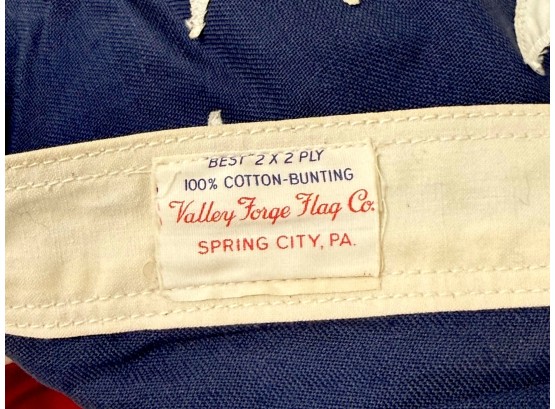 "BEST" 2 X 2 PLY
100% COTTON-BUNTING
Valley Forge Flag Co.
SPRING CITY, PA.